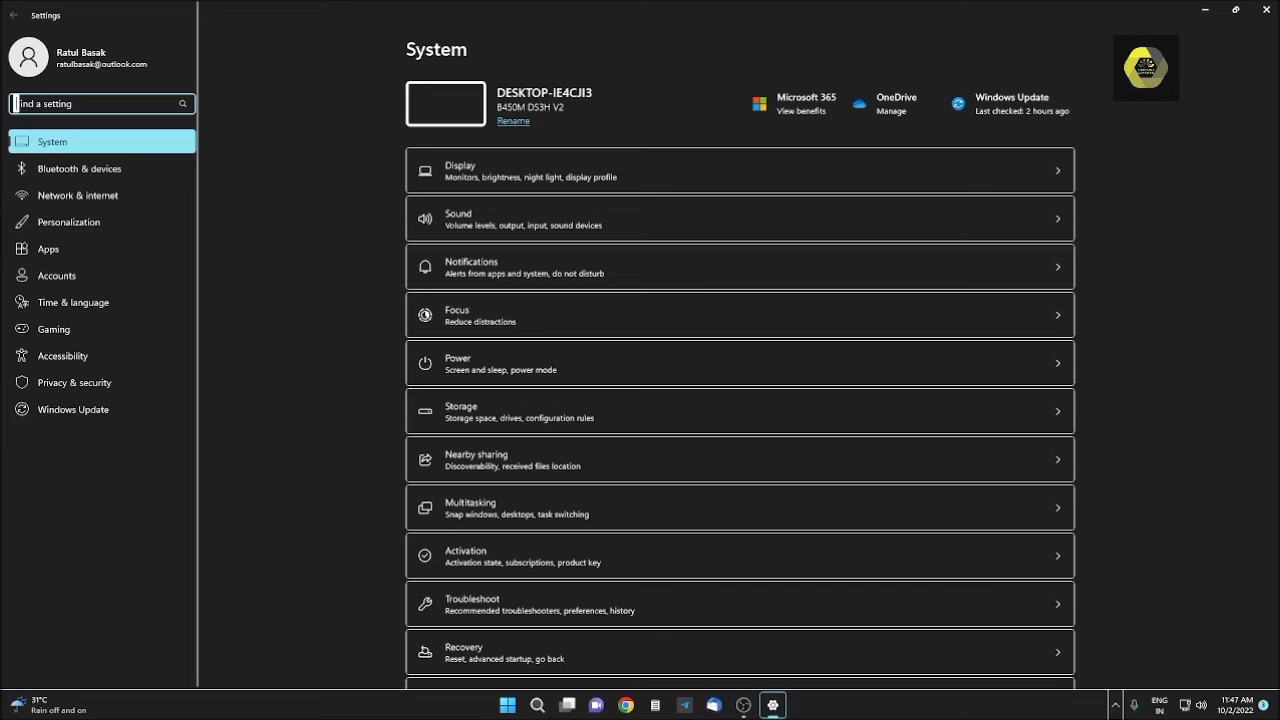 Settings
Ratul Basak
ratulbasak@outlook.com
Find a setting
System
Bluetooth & devices
Network & internet
Personalization
Apps
Accounts
Time & language
Gaming
Accessibility
Privacy & security
Windows Update
System
DESKTOP-IE4CJI3
B450M DS3H V2
Rename
Microsoft 365
View benefits
OneDrive
Manage
Windows Update
Last checked: 2 hours ago
Display
Monitors, brightness, night light, display profile
Sound
Volume levels, output, input, sound devices
Notifications
Alerts from apps and system, do not disturb
Focus
Reduce distractions
Power
Screen and sleep, power mode
Storage
Storage space, drives, configuration rules
Nearby sharing
Discoverability, received files location
Multitasking
Snap windows, desktops, task switching
Activation
Activation state, subscriptions, product key
Troubleshoot
Recommended troubleshooters, preferences, history
Recovery
Reset, advanced startup, go back
31°C
Rain off and on
ENG
IN
11:47 AM
10/2/2022
3